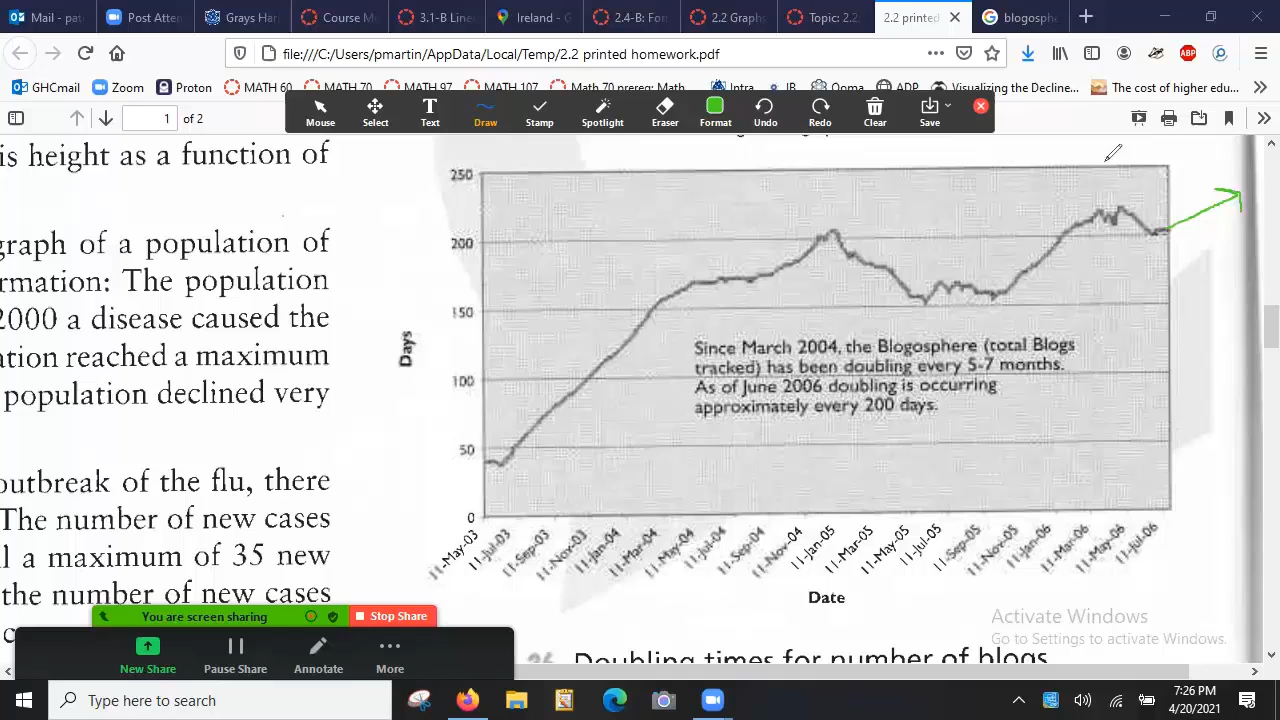 Mail - pat
Post Atten
Grays Har
Course M
3.1-B Line
Ireland - G
2.4-B: Fo
2.2 Graphs
Topic: 2.2.
2.2 printed
blogosphe
file:///C:/Users/pmartin/AppData/Local/Temp/2.2 printed homework.pdf
GHCmail
Zoom
Proton
MATH 60
MATH 70
MATH 97
MATH 107
Math 70 prereq: Math
Intra
Ooma
ADP
Visualizing the Decline...
The cost of higher edu...
Mouse
Select
Text
Draw
Stamp
Spotlight
Eraser
Format
Undo
Redo
Clear
Save
1 of 2
is height as a function of
graph of a population of
rmation: The population
2000 a disease caused the
ation reached a maximum
population declined very
outbreak of the flu, there
The number of new cases
ll a maximum of 35 new
the number of new cases
250
200
150
100
50
0
Days
Since March 2004, the Blogosphere (total Blogs
tracked) has been doubling every 5-7 months.
As of June 2006 doubling is occurring
approximately every 200 days.
11-May-03
11-Jul-03
11-Sep-03
11-Nov-03
11-Jan-04
11-Mar-04
11-May-04
11-Jul-04
11-Sep-04
11-Nov-04
11-Jan-05
11-Mar-05
11-May-05
11-Jul-05
11-Sep-05
11-Nov-05
11-Jan-06
11-Mar-06
11-May-06
11-Jul-06
Date
Doubling times for number of blogs
Activate Windows
Go to Settings to activate Windows.
You are screen sharing
Stop Share
New Share
Pause Share
Annotate
More
Type here to search
7:26 PM
4/20/2021